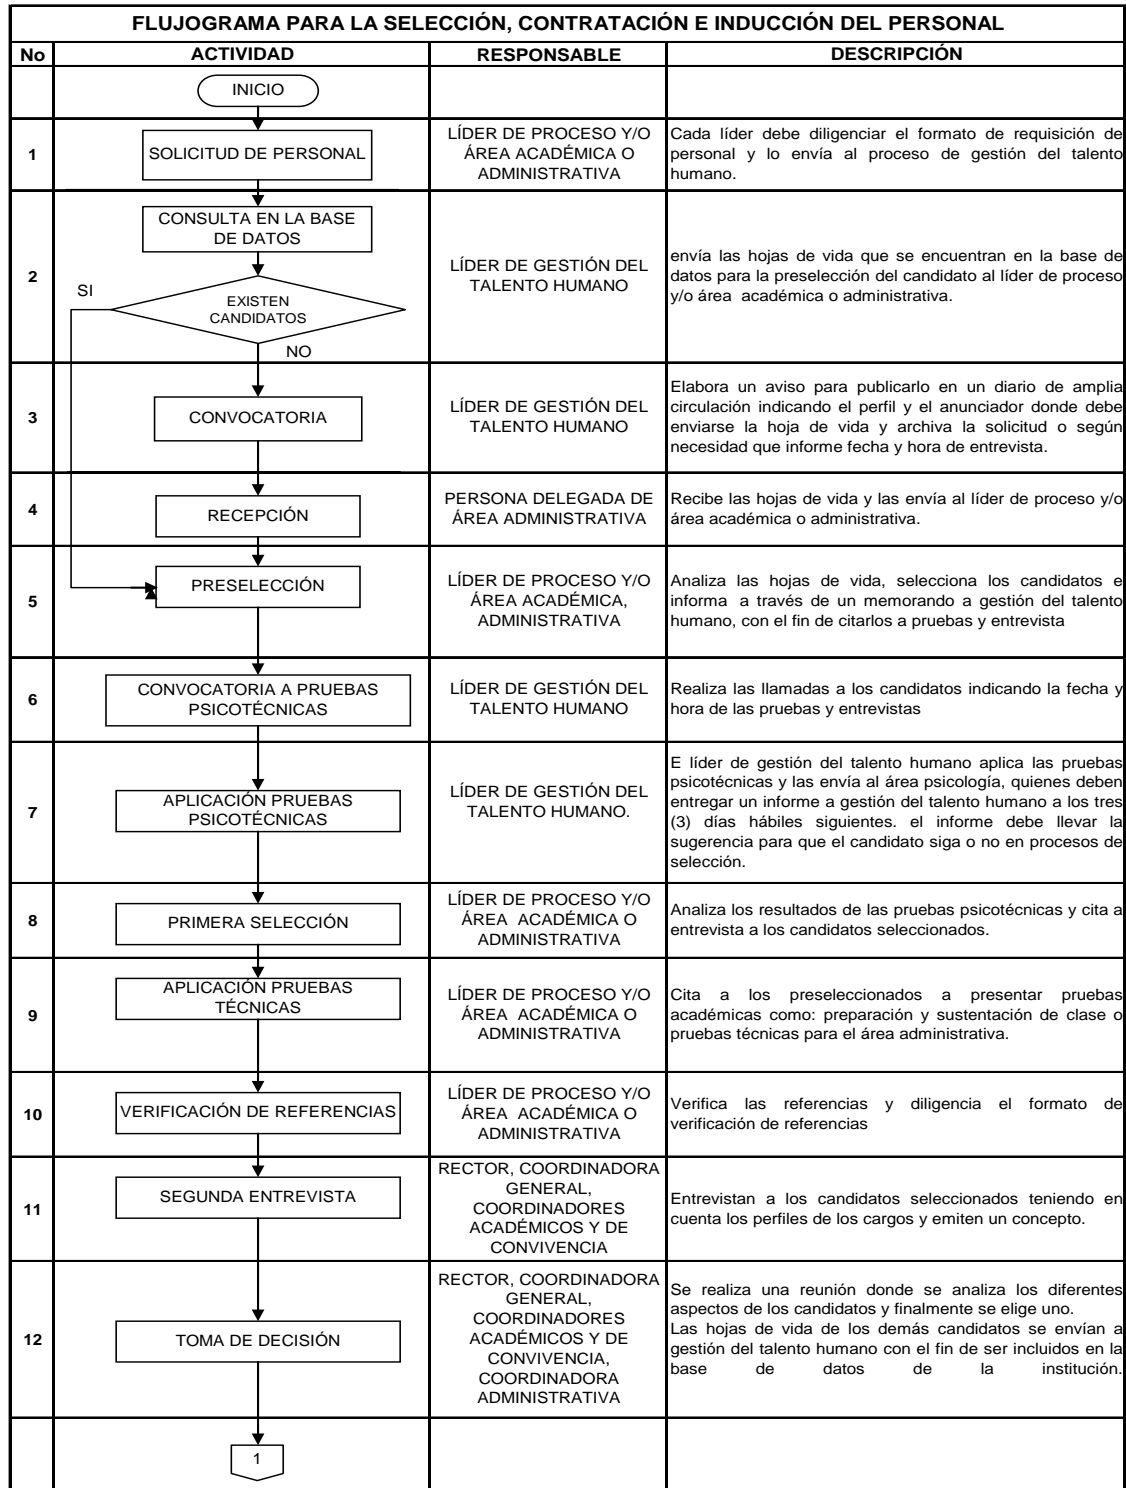 FLUJOGRAMA PARA LA SELECCIÓN, CONTRATACIÓN E INDUCCIÓN DEL PERSONAL
No
ACTIVIDAD
RESPONSABLE
DESCRIPCIÓN
INICIO
1
SOLICITUD DE PERSONAL
LÍDER DE PROCESO Y/O
ÁREA ACADÉMICA O
ADMINISTRATIVA
Cada líder debe diligenciar el formato de requisición de
personal y lo envía al proceso de gestión del talento
humano.
2
CONSULTA EN LA BASE
DE DATOS
SI
EXISTEN
CANDIDATOS
NO
LÍDER DE GESTIÓN DEL
TALENTO HUMANO
envía las hojas de vida que se encuentran en la base de
datos para la preselección del candidato al líder de proceso
y/o área académica o administrativa.
3
CONVOCATORIA
LÍDER DE GESTIÓN DEL
TALENTO HUMANO
Elabora un aviso para publicarlo en un diario de amplia
circulación indicando el perfil y el anunciador donde debe
enviarse la hoja de vida y archiva la solicitud o según
necesidad que informe fecha y hora de entrevista.
4
RECEPCIÓN
PERSONA DELEGADA DE
ÁREA ADMINISTRATIVA
Recibe las hojas de vida y las envía al líder de proceso y/o
área académica o administrativa.
5
PRESELECCIÓN
LÍDER DE PROCESO Y/O
ÁREA ACADÉMICA,
ADMINISTRATIVA
Analiza las hojas de vida, selecciona los candidatos e
informa a través de un memorando a gestión del talento
humano, con el fin de citarlos a pruebas y entrevista
6
CONVOCATORIA A PRUEBAS
PSICOTÉCNICAS
LÍDER DE GESTIÓN DEL
TALENTO HUMANO
Realiza las llamadas a los candidatos indicando la fecha y
hora de las pruebas y entrevistas
7
APLICACIÓN PRUEBAS
PSICOTÉCNICAS
LÍDER DE GESTIÓN DEL
TALENTO HUMANO.
E líder de gestión del talento humano aplica las pruebas
psicotécnicas y las envía al área psicología, quienes deben
entregar un informe a gestión del talento humano a los tres
(3) días hábiles siguientes. el informe debe llevar la
sugerencia para que el candidato siga o no en procesos de
selección.
8
PRIMERA SELECCIÓN
LÍDER DE PROCESO Y/O
ÁREA ACADÉMICA O
ADMINISTRATIVA
Analiza los resultados de las pruebas psicotécnicas y cita a
entrevista a los candidatos seleccionados.
9
APLICACIÓN PRUEBAS
TÉCNICAS
LÍDER DE PROCESO Y/O
ÁREA ACADÉMICA O
ADMINISTRATIVA
Cita a los preseleccionados a presentar pruebas
académicas como: preparación y sustentación de clase o
pruebas técnicas para el área administrativa.
10
VERIFICACIÓN DE REFERENCIAS
LÍDER DE PROCESO Y/O
ÁREA ACADÉMICA O
ADMINISTRATIVA
Verifica las referencias y diligencia el formato de
verificación de referencias
11
SEGUNDA ENTREVISTA
RECTOR, COORDINADORA
GENERAL,
COORDINADORES
ACADÉMICOS Y DE
CONVIVENCIA
Entrevistan a los candidatos seleccionados teniendo en
cuenta los perfiles de los cargos y emiten un concepto.
12
TOMA DE DECISIÓN
RECTOR, COORDINADORA
GENERAL,
COORDINADORES
ACADÉMICOS Y DE
CONVIVENCIA,
COORDINADORA
ADMINISTRATIVA
Se realiza una reunión donde se analiza los diferentes
aspectos de los candidatos y finalmente se elige uno.
Las hojas de vida de los demás candidatos se envían a
gestión del talento humano con el fin de ser incluidos en la
base de datos de la institución.
1